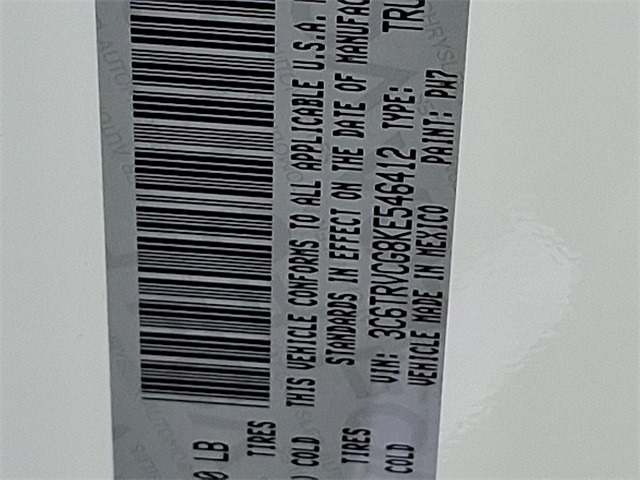 0 LB
TIRES
COLD
TIRES
COLD
THIS VEHICLE CONFORMS TO ALL APPLICABLE U.S.A.
STANDARDS IN EFFECT ON THE DATE OF MANUFAC
VIN: 3C6TRVCG8KE546412 TYPE: TRU
VEHICLE MADE IN MEXICO PAINT: PW7